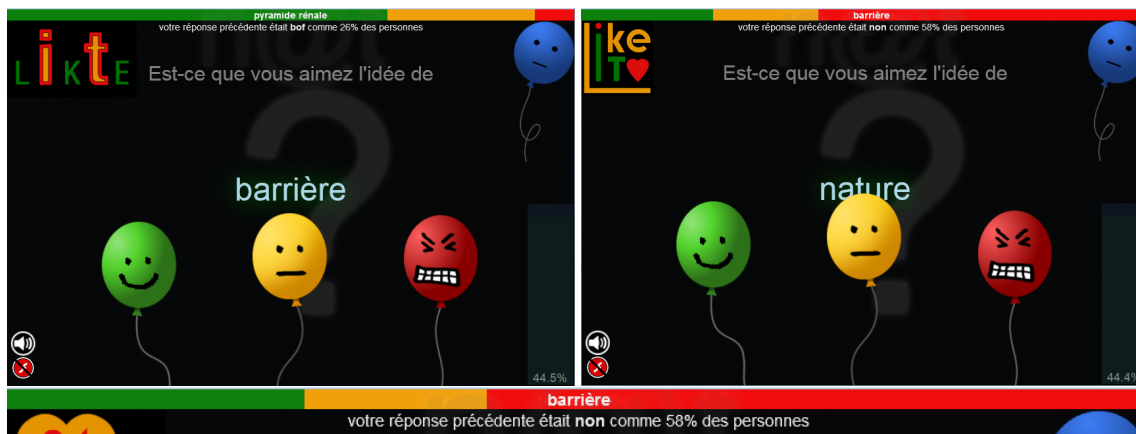 pyramide rénale
votre réponse précédente était bof comme 26% des personnes
LikTE
Est-ce que vous aimez l'idée de
barrière
44.5%
barrière
votre réponse précédente était non comme 58% des personnes
like
IT
Est-ce que vous aimez l'idée de
nature
44.4%
barrière
votre réponse précédente était non comme 58% des personnes